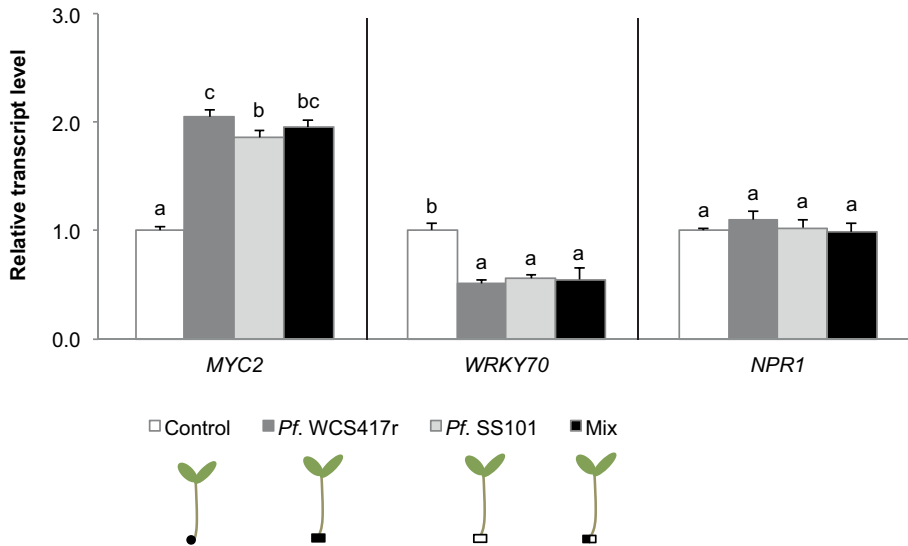 Relative transcript level
3.0
2.0
1.0
0.0
a
c
b
bc
b
a
a
a
a
a
a
a
MYC2
WRKY70
NPR1
Control
Pf. WCS417r
Pf. SS101
Mix